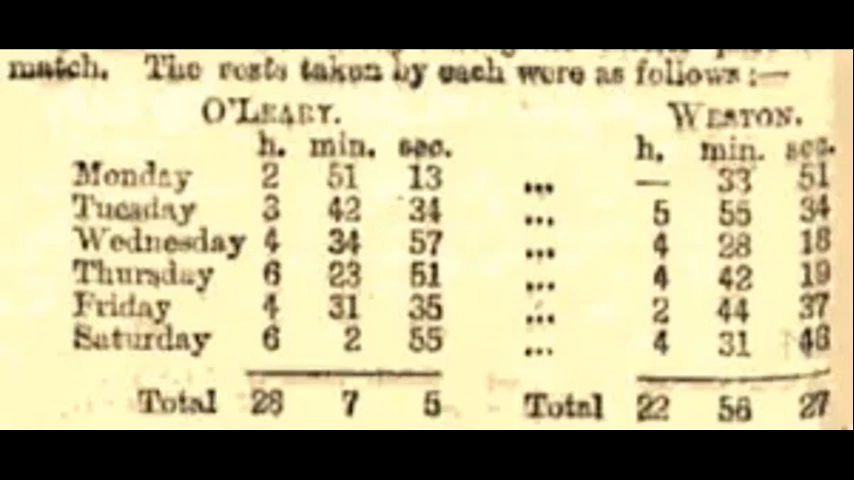 match. The rests taken by each were as follows :—
O'LEARY. WESTON.
h. min. sec. h. min. sec.
Monday 2 51 13 ... — 33 51
Tuesday 3 42 34 ... 5 55 34
Wednesday 4 34 57 ... 4 28 18
Thursday 6 23 51 ... 4 42 19
Friday 4 31 35 ... 2 44 37
Saturday 6 2 55 ... 4 31 48
Total 28 7 5 Total 22 56 27